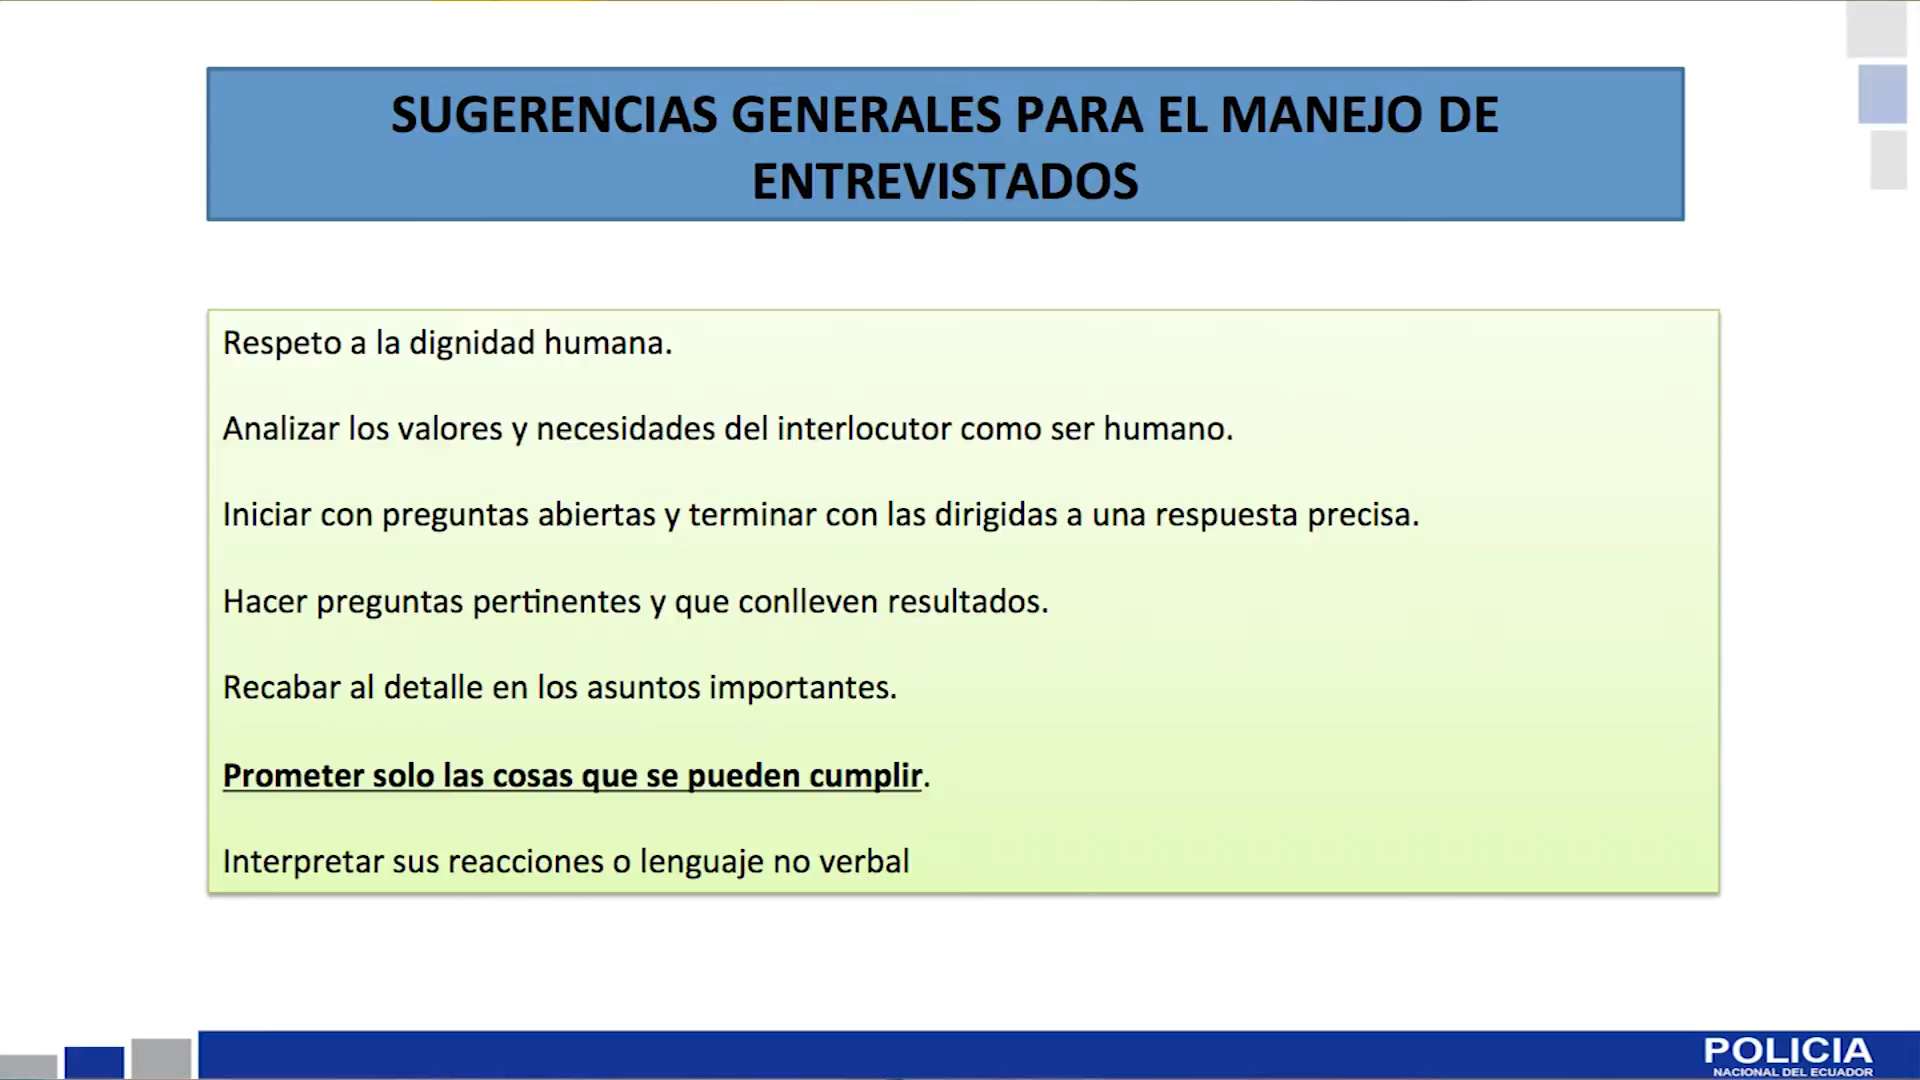 SUGERENCIAS GENERALES PARA EL MANEJO DE
ENTREVISTADOS
Respeto a la dignidad humana.
Analizar los valores y necesidades del interlocutor como ser humano.
Iniciar con preguntas abiertas y terminar con las dirigidas a una respuesta precisa.
Hacer preguntas pertinentes y que conlleven resultados.
Recabar al detalle en los asuntos importantes.
Prometer solo las cosas que se pueden cumplir.
Interpretar sus reacciones o lenguaje no verbal
POLICIA
NACIONAL DEL ECUADOR